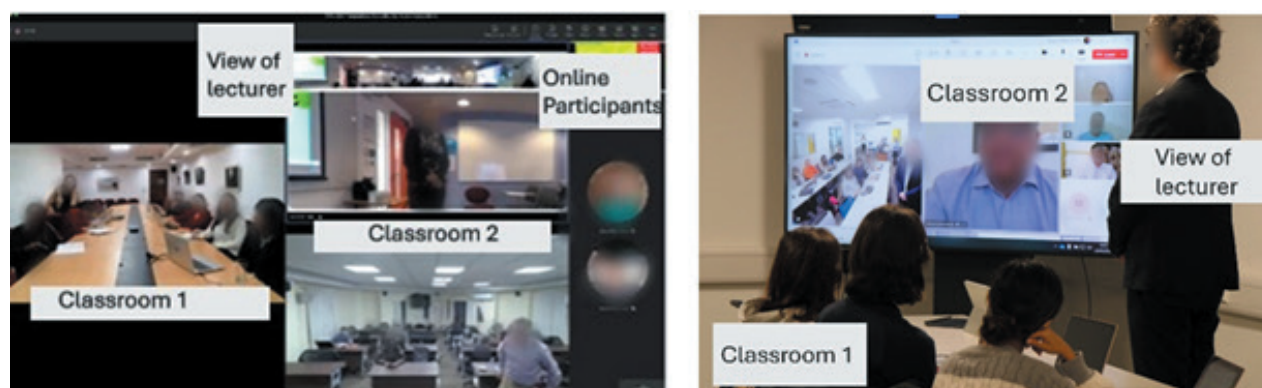 View of
lecturer
Online
Participants
Classroom 2
Classroom 1
Classroom 2
View of
lecturer
Classroom 1